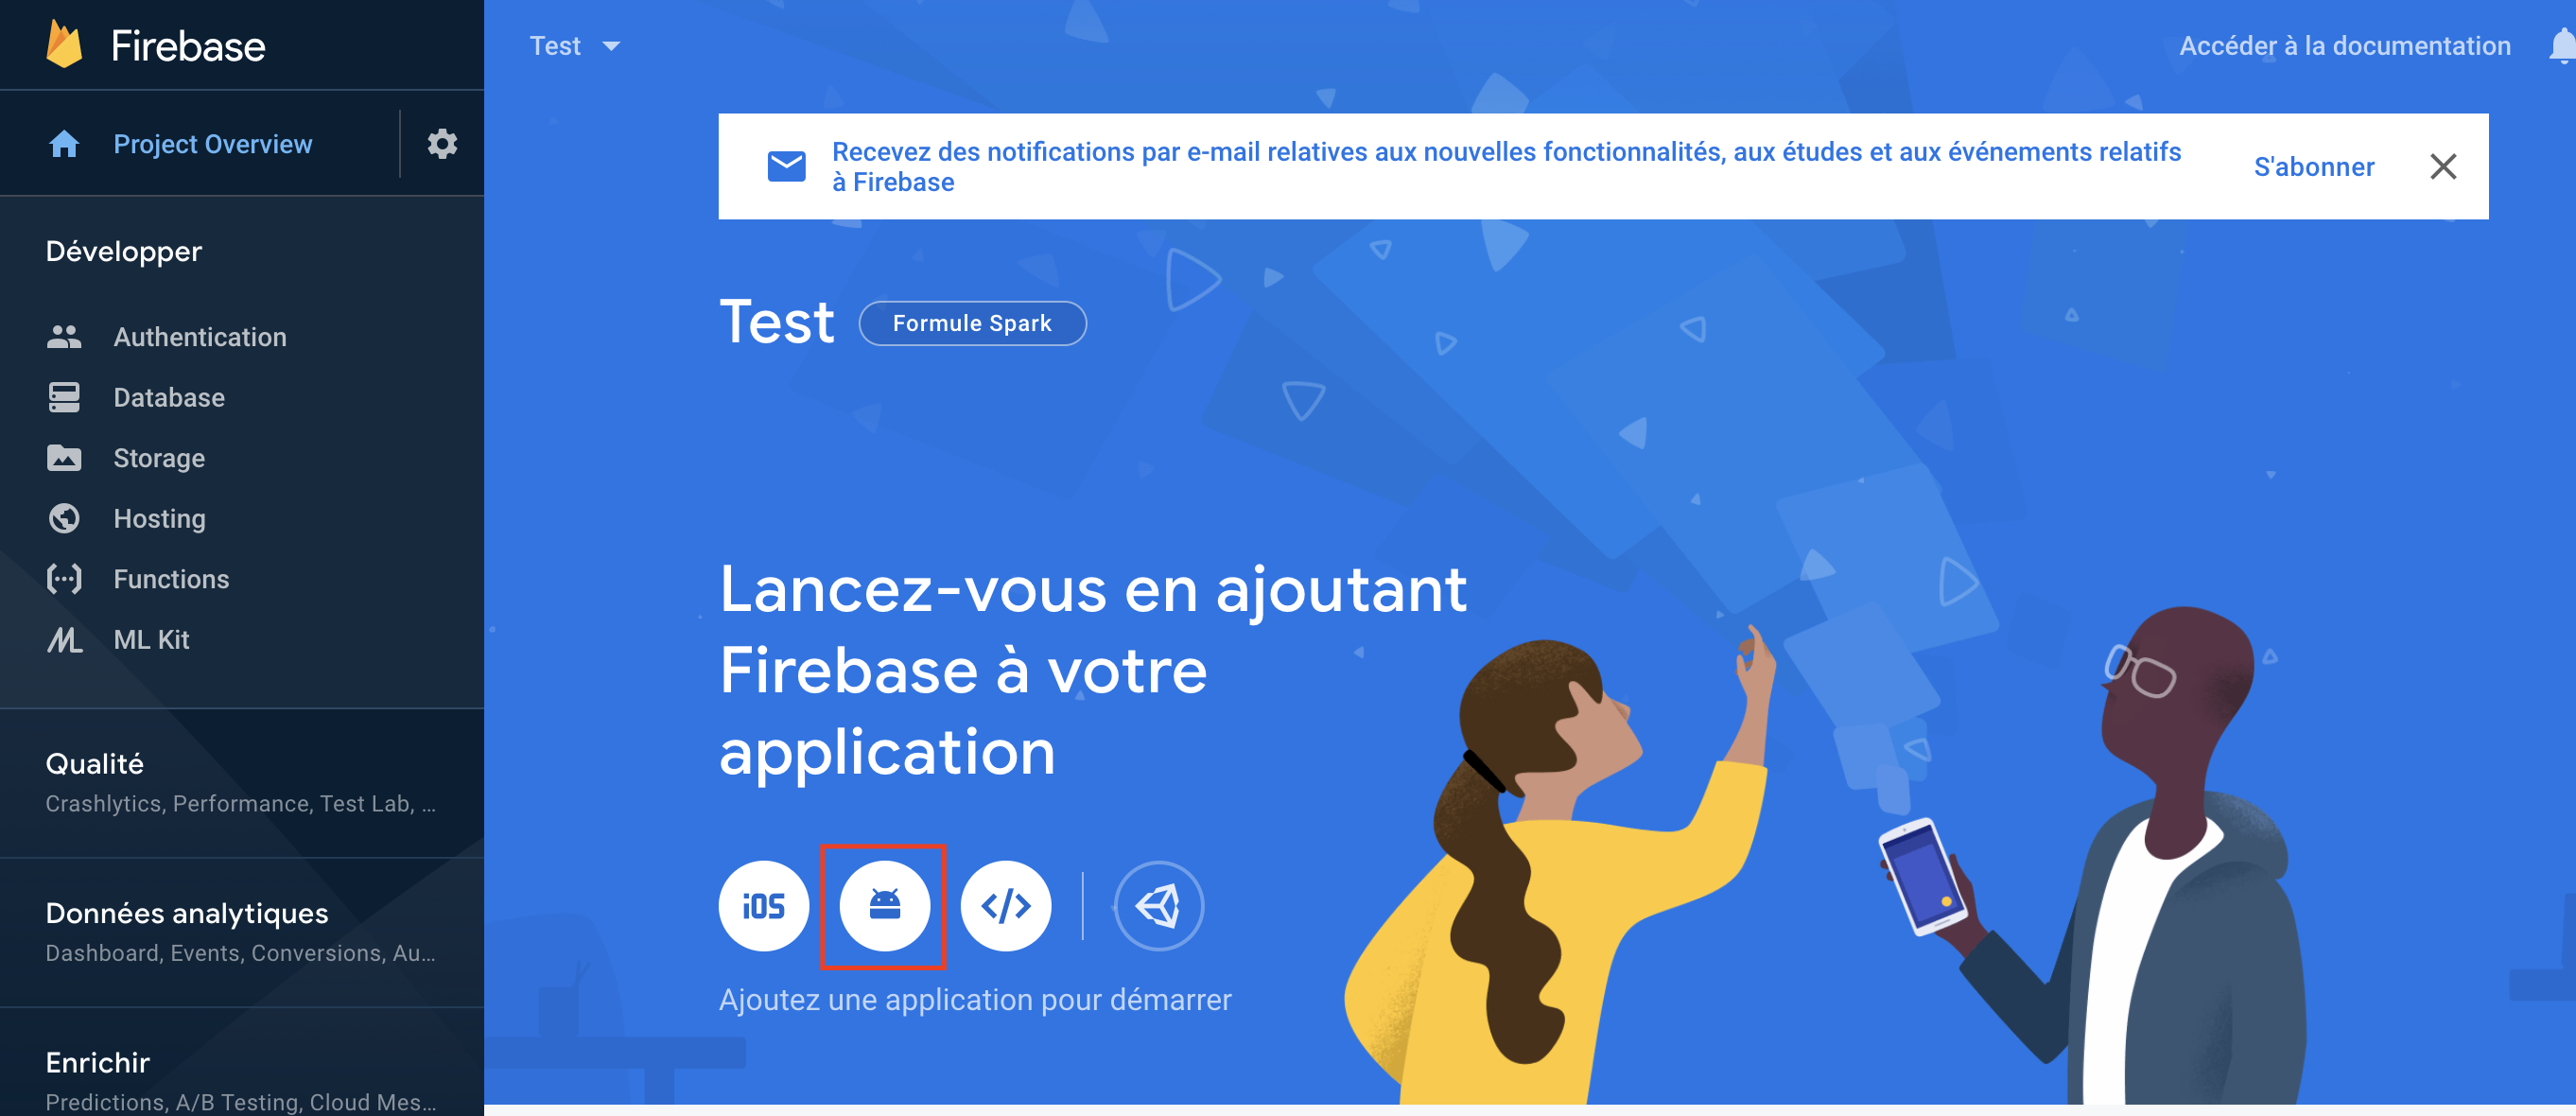 Firebase
Project Overview
Développer
Authentication
Database
Storage
Hosting
Functions
ML Kit
Qualité
Crashlytics, Performance, Test Lab, …
Données analytiques
Dashboard, Events, Conversions, Au…
Enrichir
Predictions, A/B Testing, Cloud Mes…
Test
Accéder à la documentation
Recevez des notifications par e-mail relatives aux nouvelles fonctionnalités, aux études et aux événements relatifs
à Firebase
S'abonner
Test
Formule Spark
Lancez-vous en ajoutant
Firebase à votre
application
iOS
Ajoutez une application pour démarrer